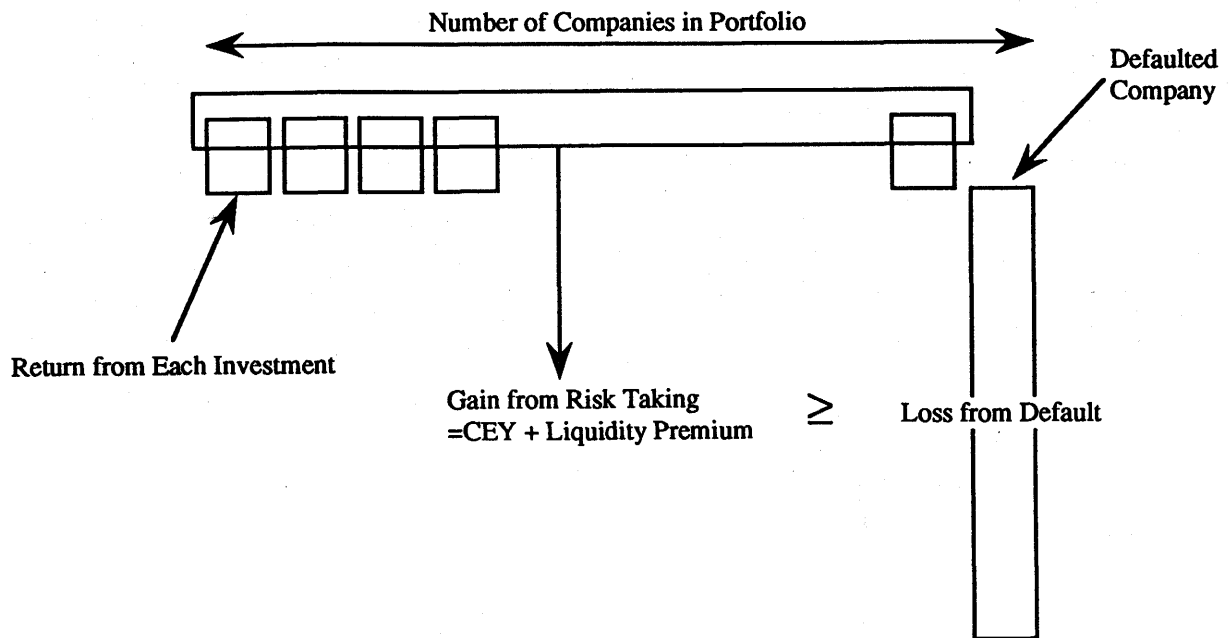 Number of Companies in Portfolio
Defaulted
Company
Return from Each Investment
Gain from Risk Taking
=CEY + Liquidity Premium
≥
Loss from Default